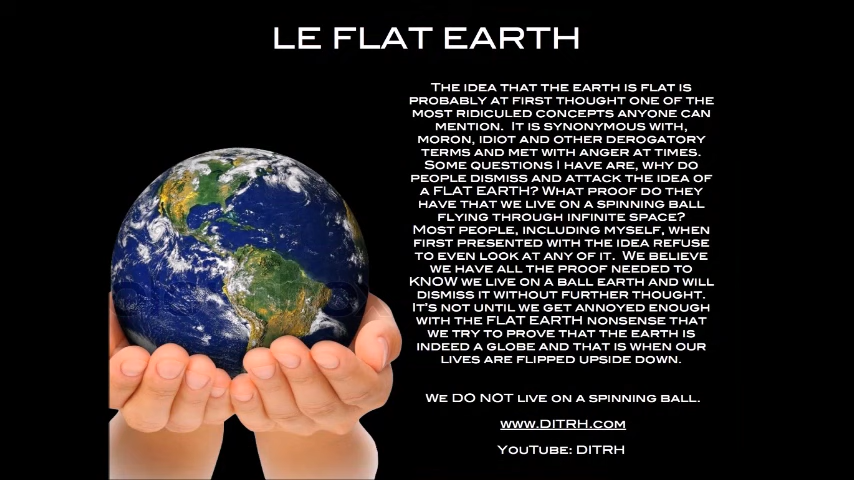 LE FLAT EARTH
THE IDEA THAT THE EARTH IS FLAT IS
PROBABLY AT FIRST THOUGHT ONE OF THE
MOST RIDICULED CONCEPTS ANYONE CAN
MENTION. IT IS SYNONYMOUS WITH,
MORON, IDIOT AND OTHER DEROGATORY
TERMS AND MET WITH ANGER AT TIMES.
SOME QUESTIONS I HAVE ARE, WHY DO
PEOPLE DISMISS AND ATTACK THE IDEA OF
A FLAT EARTH? WHAT PROOF DO THEY
HAVE THAT WE LIVE ON A SPINNING BALL
FLYING THROUGH INFINITE SPACE?
MOST PEOPLE, INCLUDING MYSELF, WHEN
FIRST PRESENTED WITH THE IDEA REFUSE
TO EVEN LOOK AT ANY OF IT. WE BELIEVE
WE HAVE ALL THE PROOF NEEDED TO
KNOW WE LIVE ON A BALL EARTH AND WILL
DISMISS IT WITHOUT FURTHER THOUGHT.
IT'S NOT UNTIL WE GET ANNOYED ENOUGH
WITH THE FLAT EARTH NONSENSE THAT
WE TRY TO PROVE THAT THE EARTH IS
INDEED A GLOBE AND THAT IS WHEN OUR
LIVES ARE FLIPPED UPSIDE DOWN.
WE DO NOT LIVE ON A SPINNING BALL.
WWW.DITRH.COM
YOUTUBE: DITRH